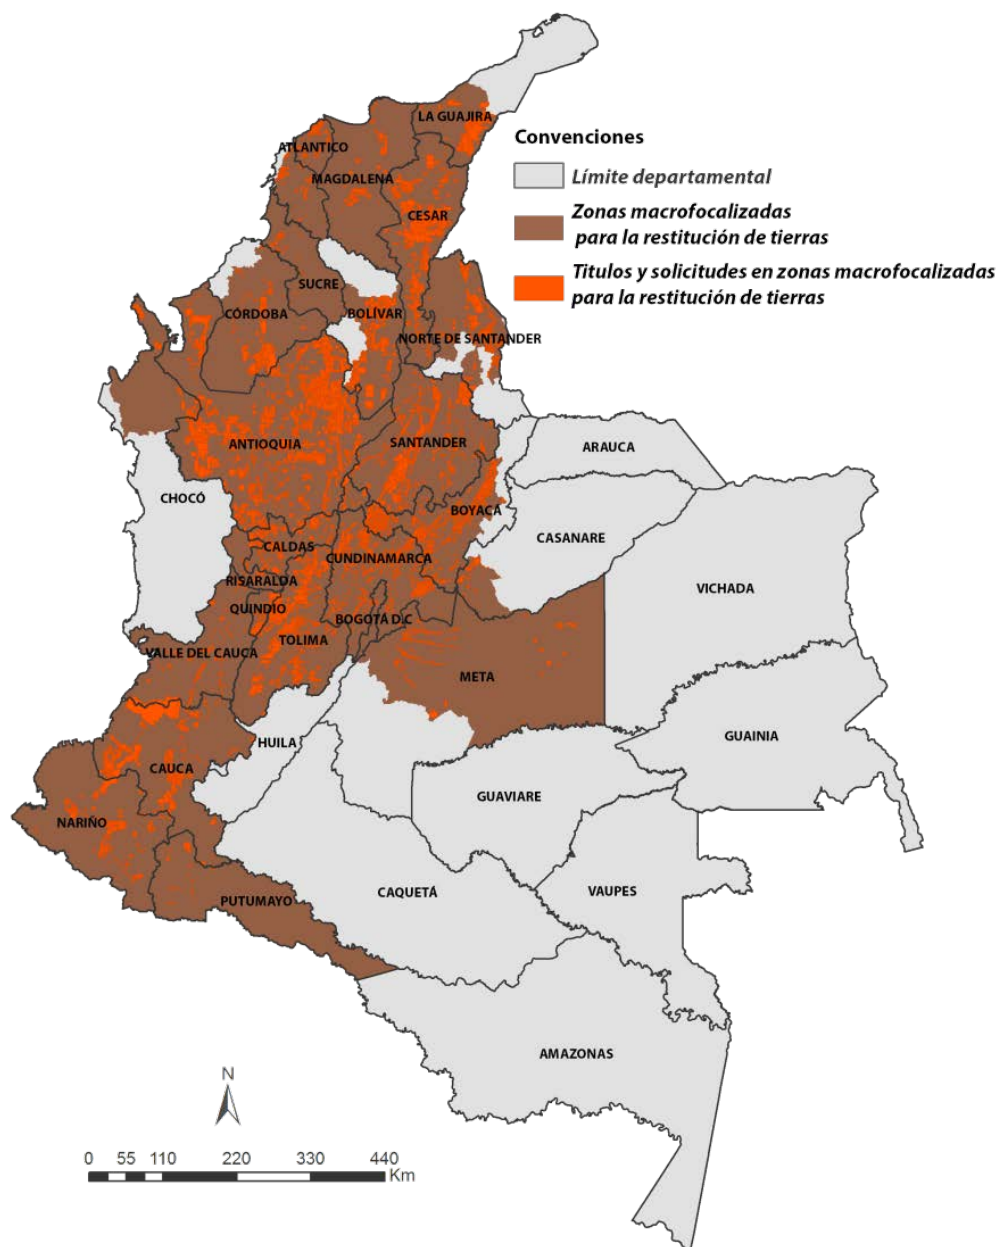 LA GUAJIRA
ATLANTICO
MAGDALENA
CESAR
Convenciones
Límite departamental
Zonas macrofocalizadas
para la restitución de tierras
Titulos y solicitudes en zonas macrofocalizadas
para la restitución de tierras
SUCRE
CÓRDOBA
BOLÍVAR
NORTE DE SANTANDER
ANTIOQUIA
SANTANDER
ARAUCA
CHOCÓ
BOYACÁ
CASANARE
CALDAS
CUNDINAMARCA
RISARALDA
VICHADA
QUINDIO
BOGOTÁ D.C
TOLIMA
VALLE DEL CAUCA
META
HUILA
GUAINIA
CAUCA
GUAVIARE
NARIÑO
CAQUETÁ
VAUPES
PUTUMAYO
AMAZONAS
N
0 55 110 220 330 440
Km